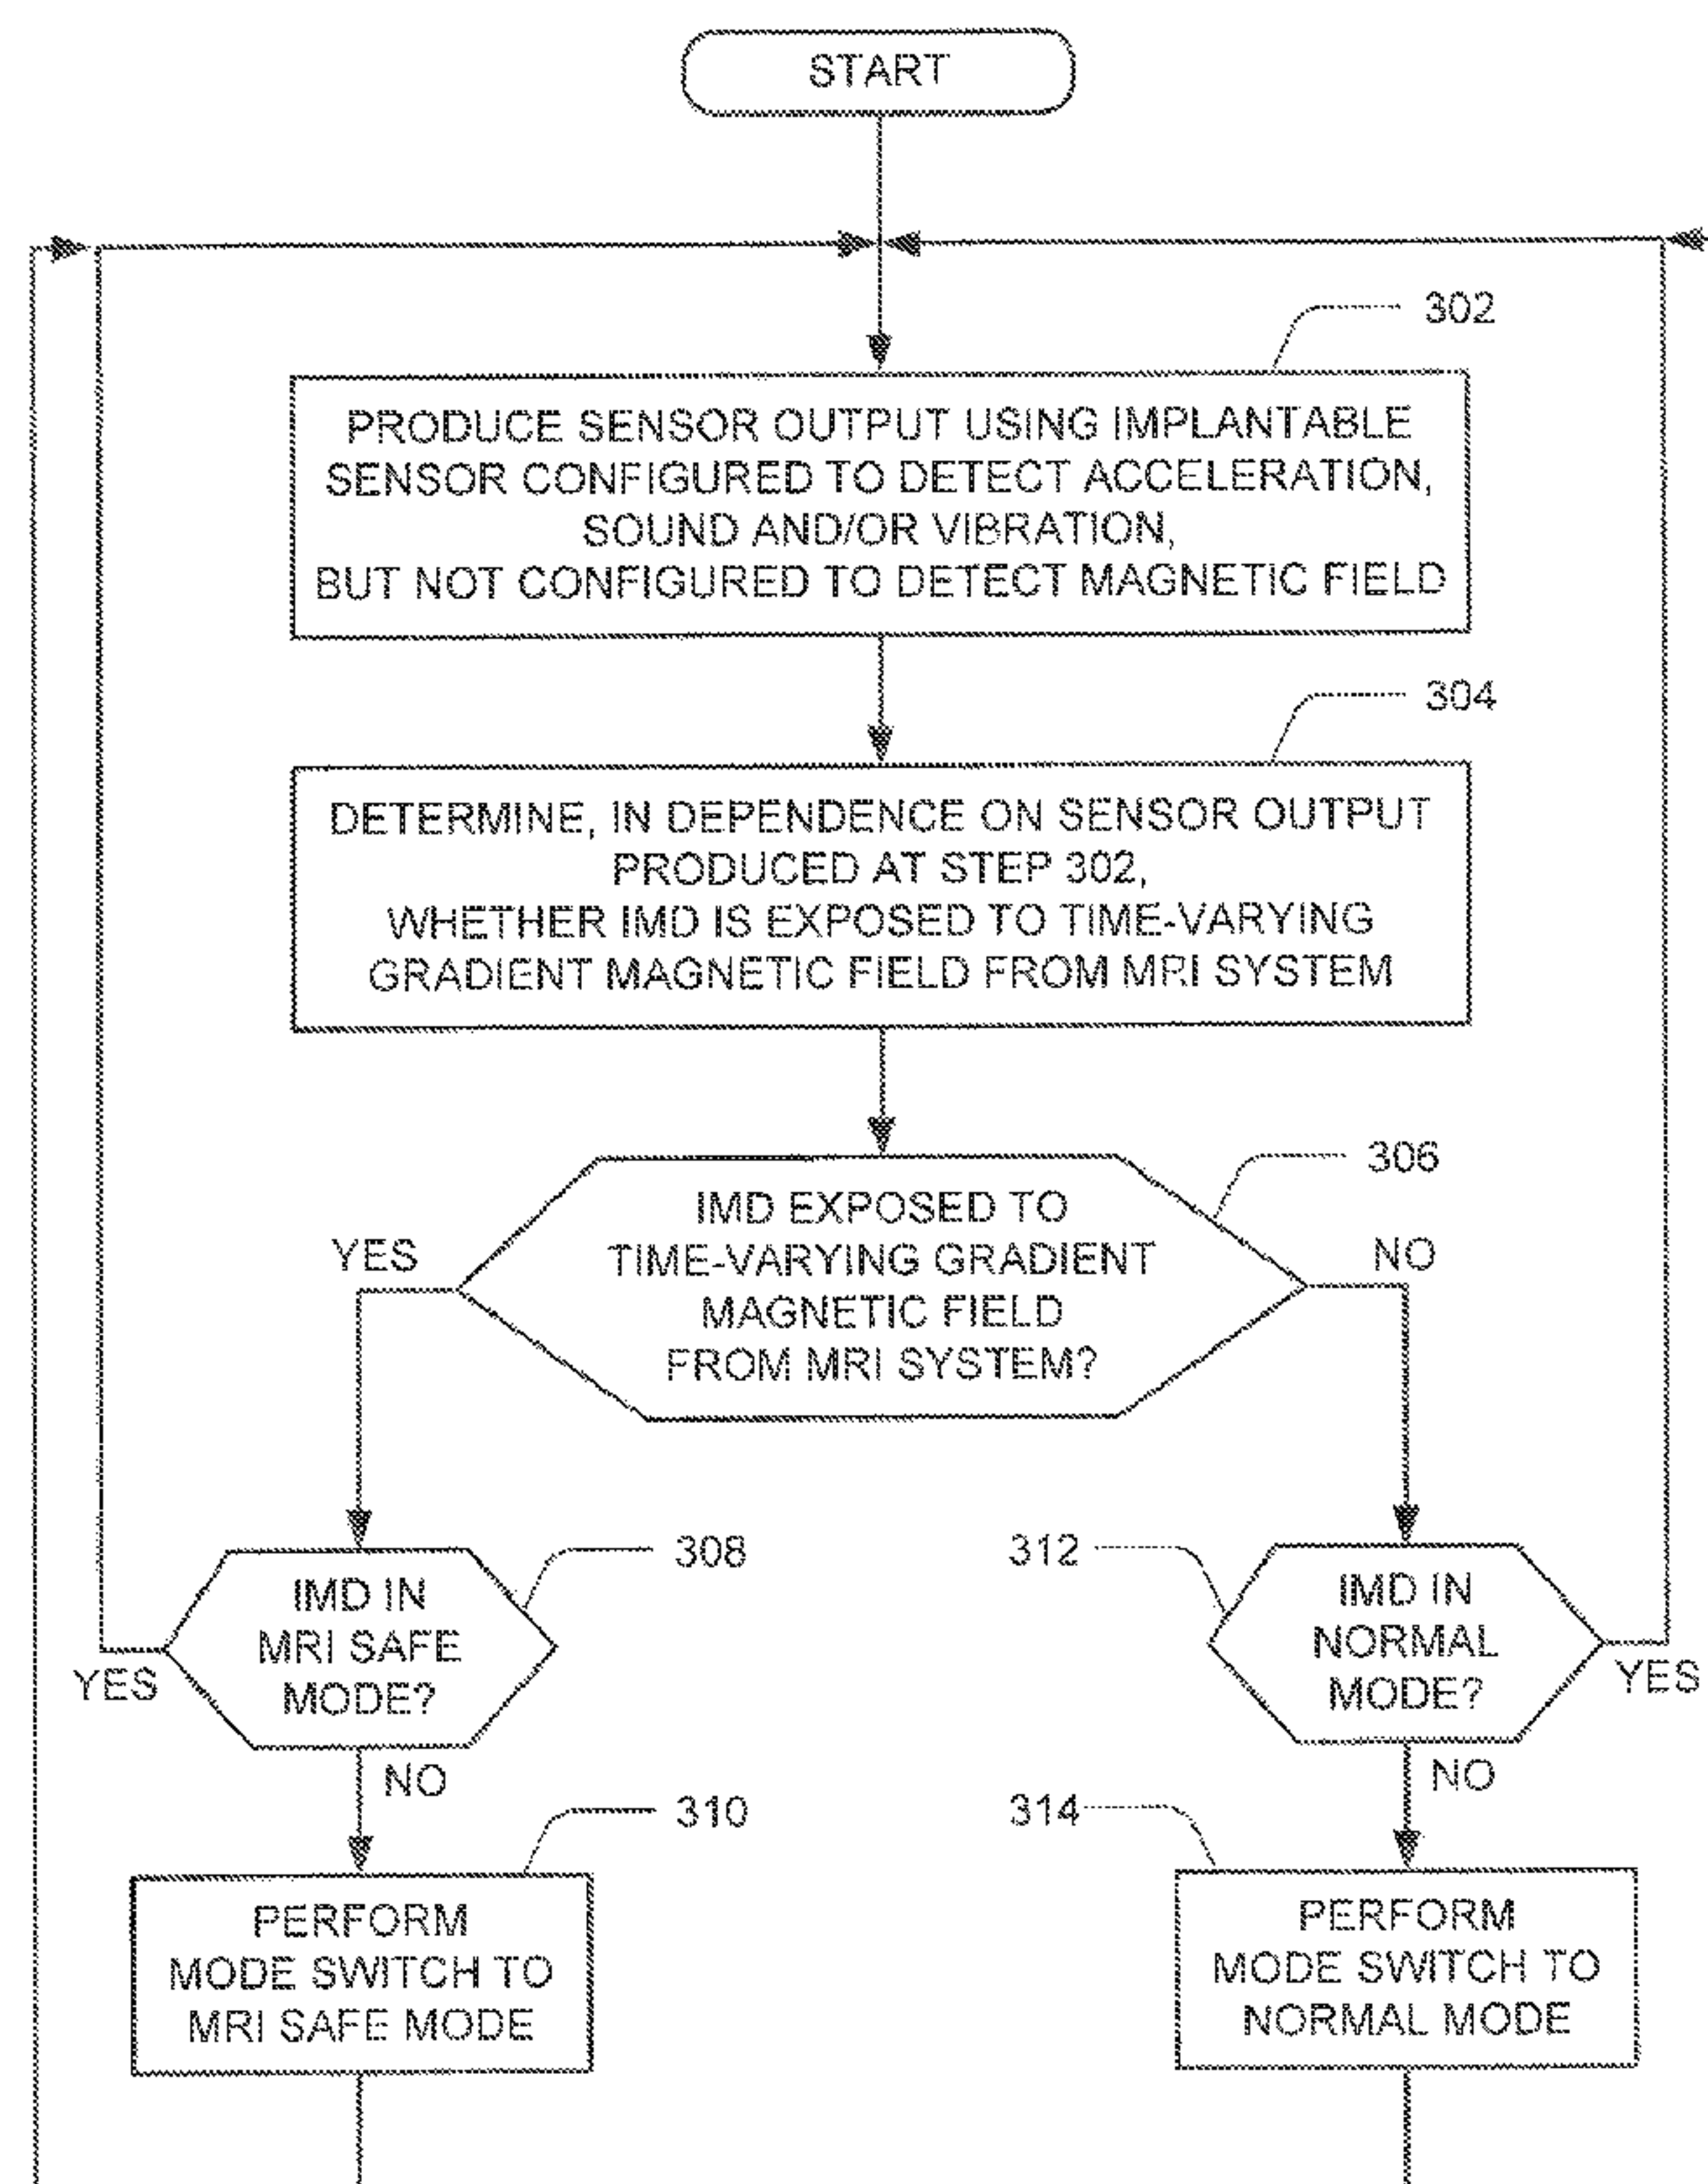 START
302
PRODUCE SENSOR OUTPUT USING IMPLANTABLE
SENSOR CONFIGURED TO DETECT ACCELERATION,
SOUND AND/OR VIBRATION,
BUT NOT CONFIGURED TO DETECT MAGNETIC FIELD
304
DETERMINE, IN DEPENDENCE ON SENSOR OUTPUT
PRODUCED AT STEP 302,
WHETHER IMD IS EXPOSED TO TIME-VARYING
GRADIENT MAGNETIC FIELD FROM MRI SYSTEM
306
IMD EXPOSED TO
TIME-VARYING GRADIENT
MAGNETIC FIELD
FROM MRI SYSTEM?
YES
NO
308
IMD IN
MRI SAFE
MODE?
YES
NO
312
IMD IN
NORMAL
MODE?
YES
NO
310
PERFORM
MODE SWITCH TO
MRI SAFE MODE
314
PERFORM
MODE SWITCH TO
NORMAL MODE